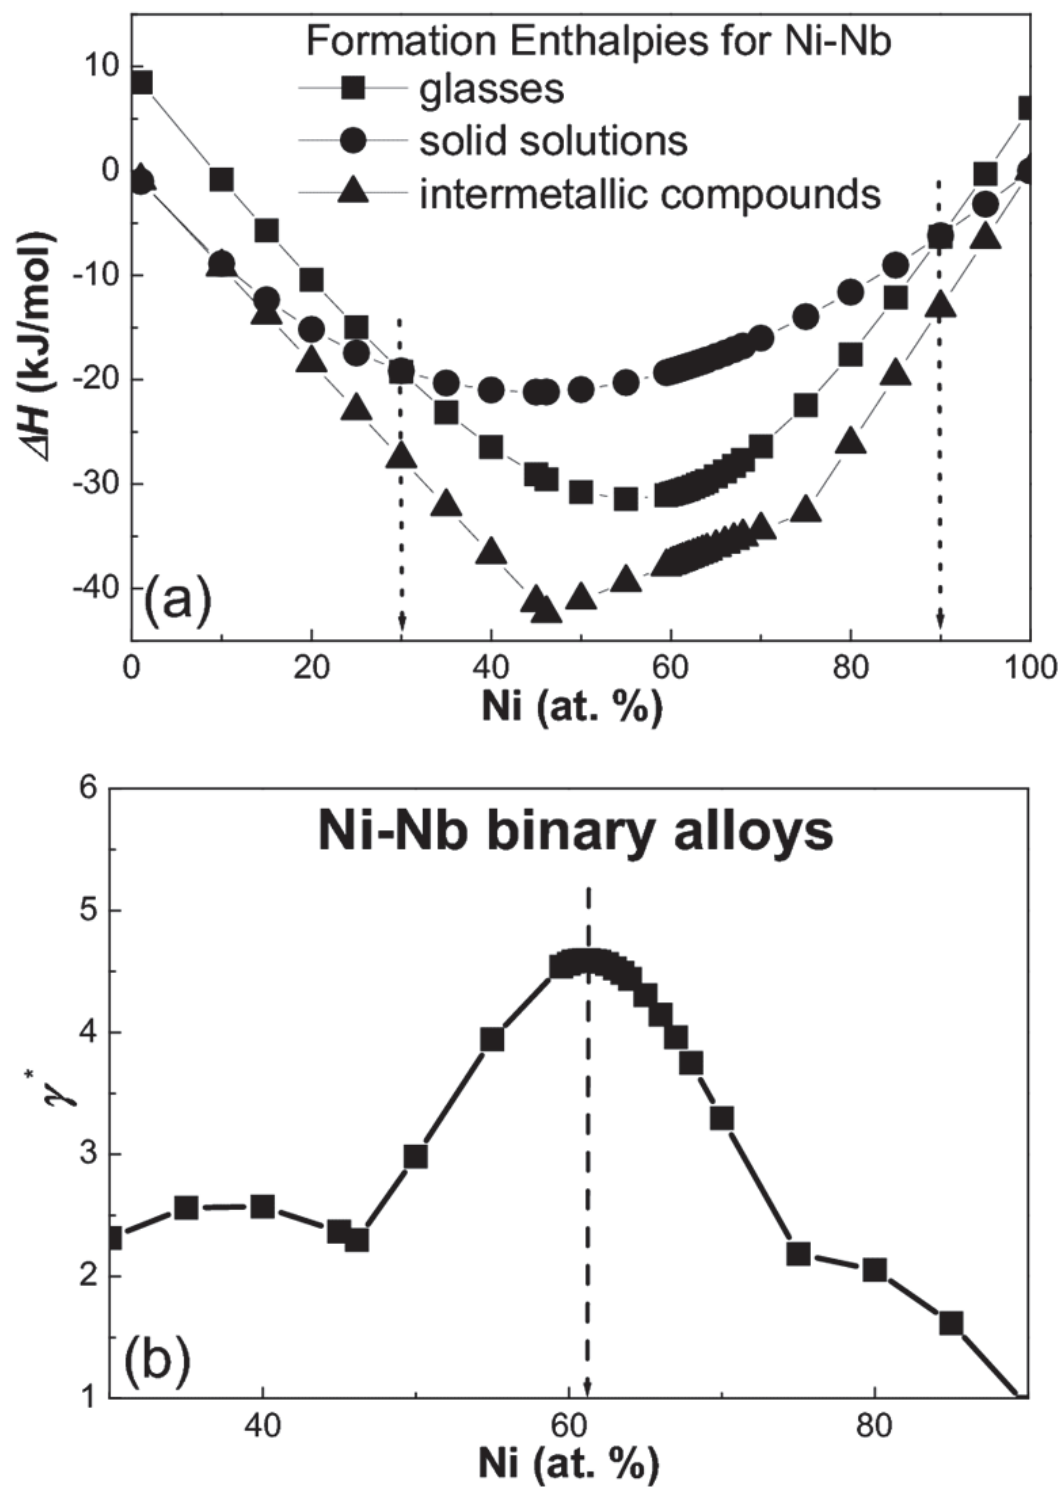 Formation Enthalpies for Ni-Nb
glasses
solid solutions
intermetallic compounds
10
0
-10
-20
-30
-40
ΔH (kJ/mol)
(a)
0 20 40 60 80 100
Ni (at. %)
Ni-Nb binary alloys
6
5
4
3
2
1
γ*
(b)
40 60 80
Ni (at. %)